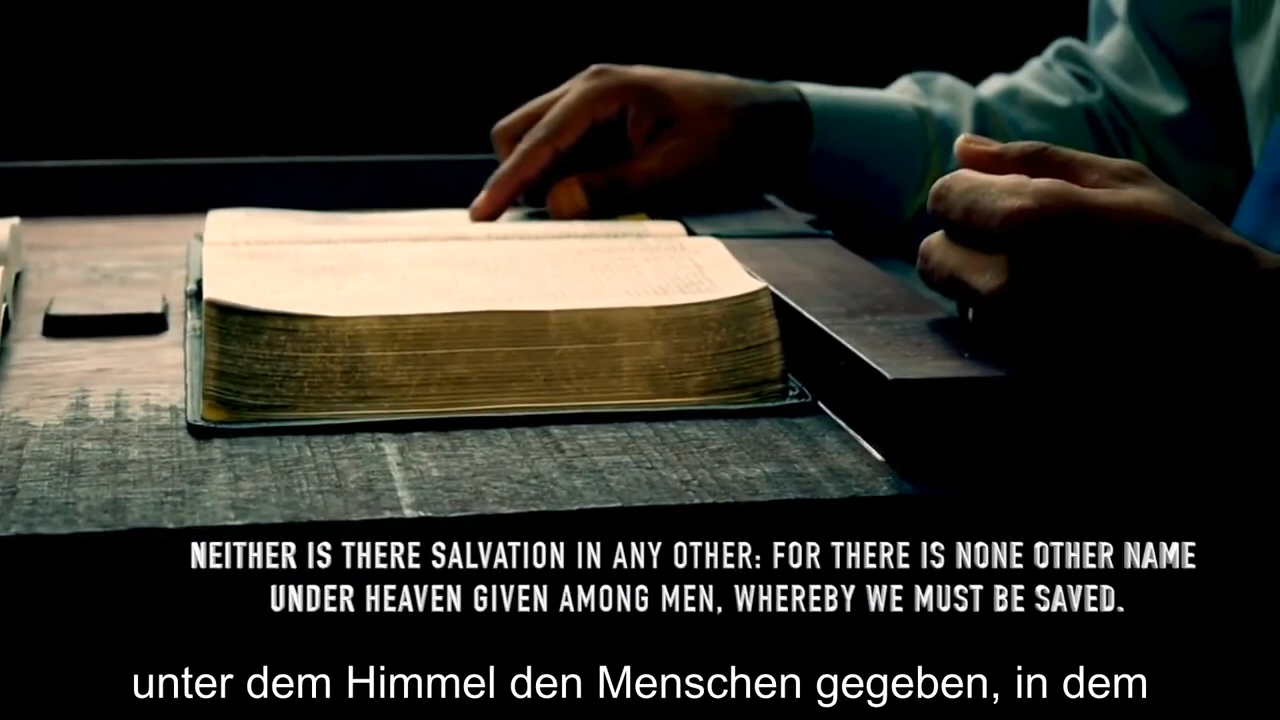 NEITHER IS THERE SALVATION IN ANY OTHER: FOR THERE IS NONE OTHER NAME
UNDER HEAVEN GIVEN AMONG MEN, WHEREBY WE MUST BE SAVED.
unter dem Himmel den Menschen gegeben, in dem